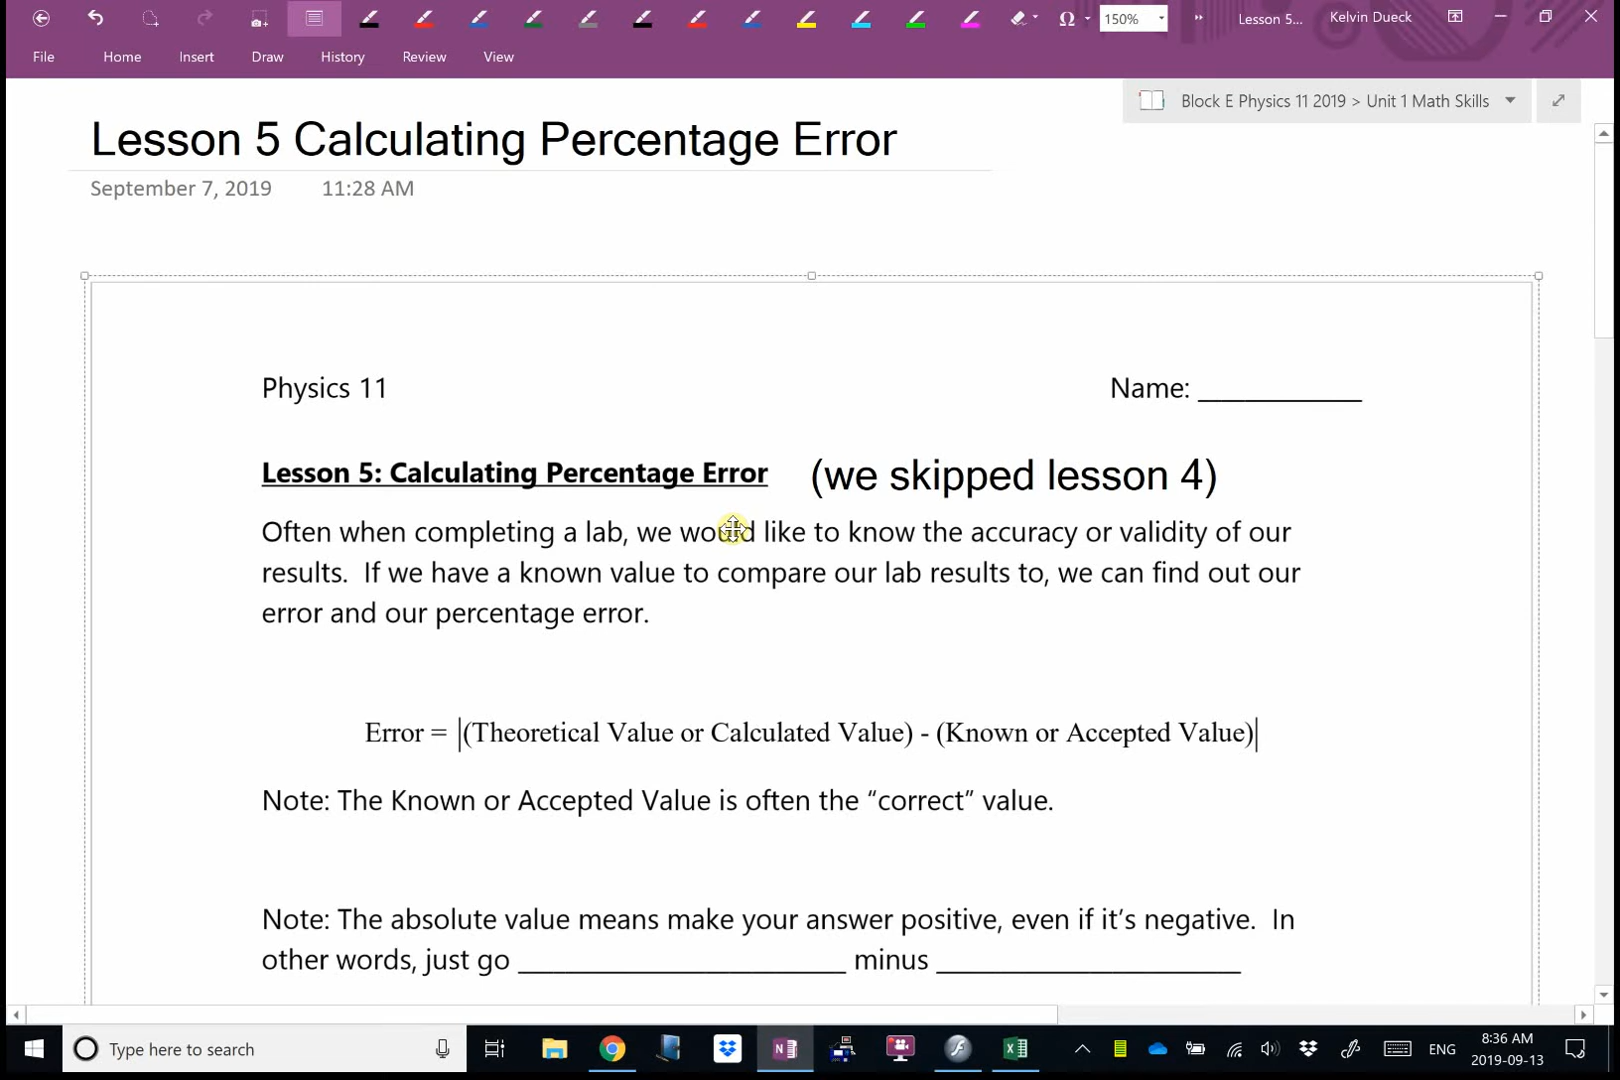 150%
Lesson 5...
Kelvin Dueck
File
Home
Insert
Draw
History
Review
View
Block E Physics 11 2019 > Unit 1 Math Skills
Lesson 5 Calculating Percentage Error
September 7, 2019 11:28 AM
Physics 11
Name: ____________
Lesson 5: Calculating Percentage Error
(we skipped lesson 4)
Often when completing a lab, we would like to know the accuracy or validity of our
results. If we have a known value to compare our lab results to, we can find out our
error and our percentage error.
Error = |(Theoretical Value or Calculated Value) - (Known or Accepted Value)|
Note: The Known or Accepted Value is often the “correct” value.
Note: The absolute value means make your answer positive, even if it’s negative. In
other words, just go ________________________ minus ______________________
Type here to search
ENG
8:36 AM
2019-09-13